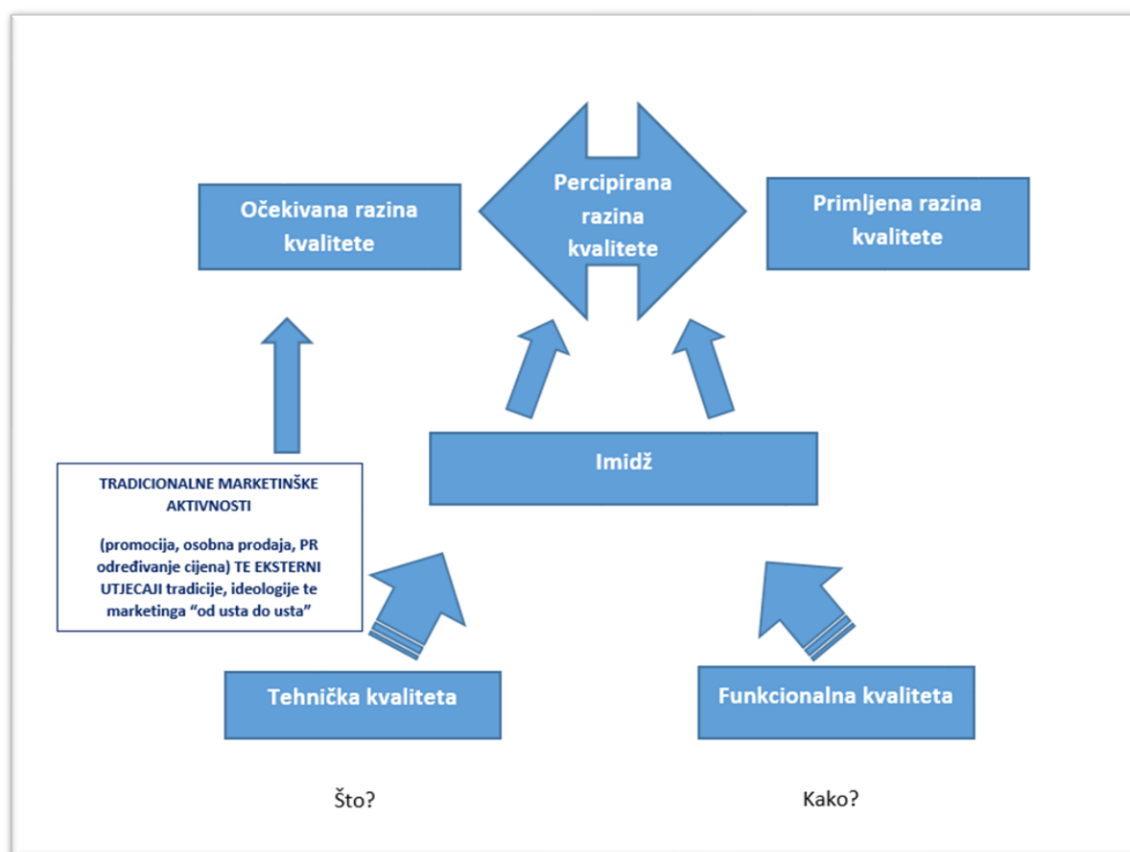 Očekivana razina
kvalitete
Percipirana
razina
kvalitete
Primljena razina
kvalitete
Imidž
TRADICIONALNE MARKETINŠKE
AKTIVNOSTI
(promocija, osobna prodaja, PR
određivanje cijena) TE EKSTERNI
UTJECAJI tradicije, ideologije te
marketinga “od usta do usta”
Tehnička kvaliteta
Funkcionalna kvaliteta
Što?
Kako?